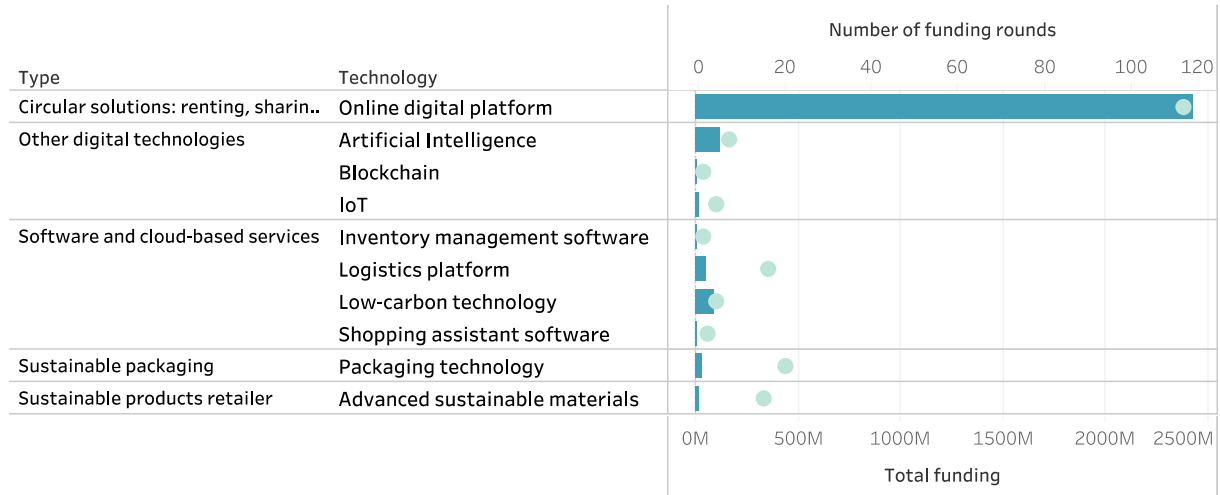 Number of funding rounds
0 20 40 60 80 100 120
Type Technology
Circular solutions: renting, sharin.. Online digital platform
Other digital technologies Artificial Intelligence
Blockchain
IoT
Software and cloud-based services Inventory management software
Logistics platform
Low-carbon technology
Shopping assistant software
Sustainable packaging Packaging technology
Sustainable products retailer Advanced sustainable materials
0M 500M 1000M 1500M 2000M 2500M
Total funding